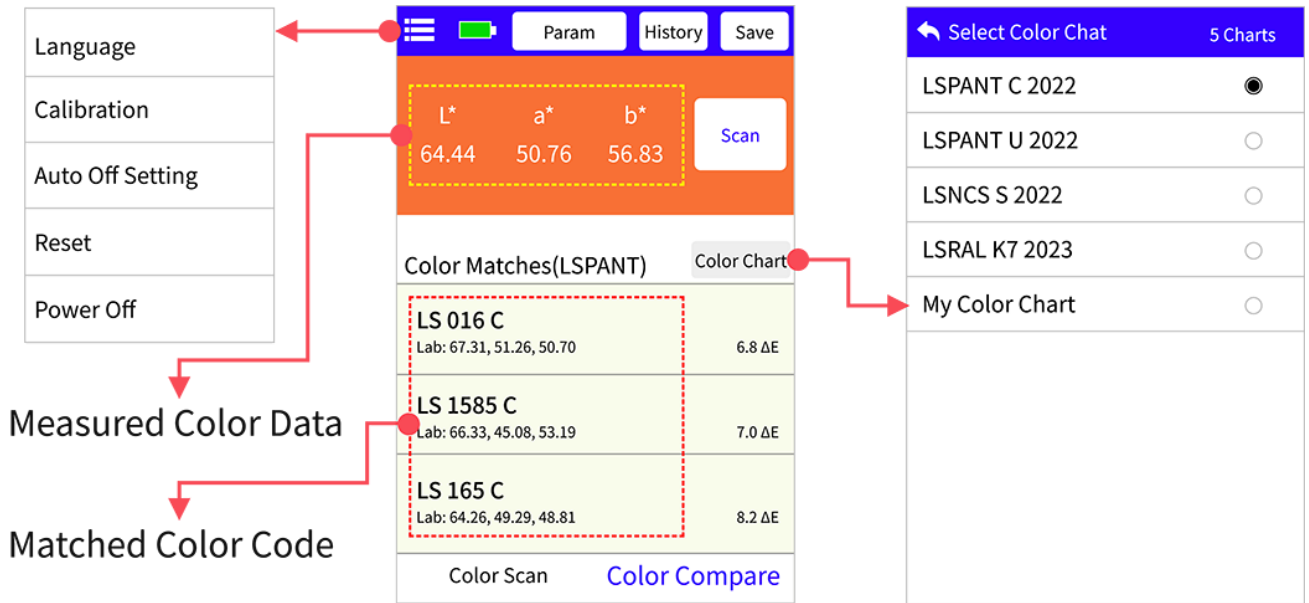 Language
Calibration
Auto Off Setting
Reset
Power Off
Measured Color Data
Matched Color Code
Param
History
Save
L* a* b*
64.44 50.76 56.83
Scan
Color Matches(LSPANT)
Color Chart
LS 016 C
Lab: 67.31, 51.26, 50.70 6.8 ΔE
LS 1585 C
Lab: 66.33, 45.08, 53.19 7.0 ΔE
LS 165 C
Lab: 64.26, 49.29, 48.81 8.2 ΔE
Color Scan
Color Compare
Select Color Chat 5 Charts
LSPANT C 2022
LSPANT U 2022
LSNCS S 2022
LSRAL K7 2023
My Color Chart